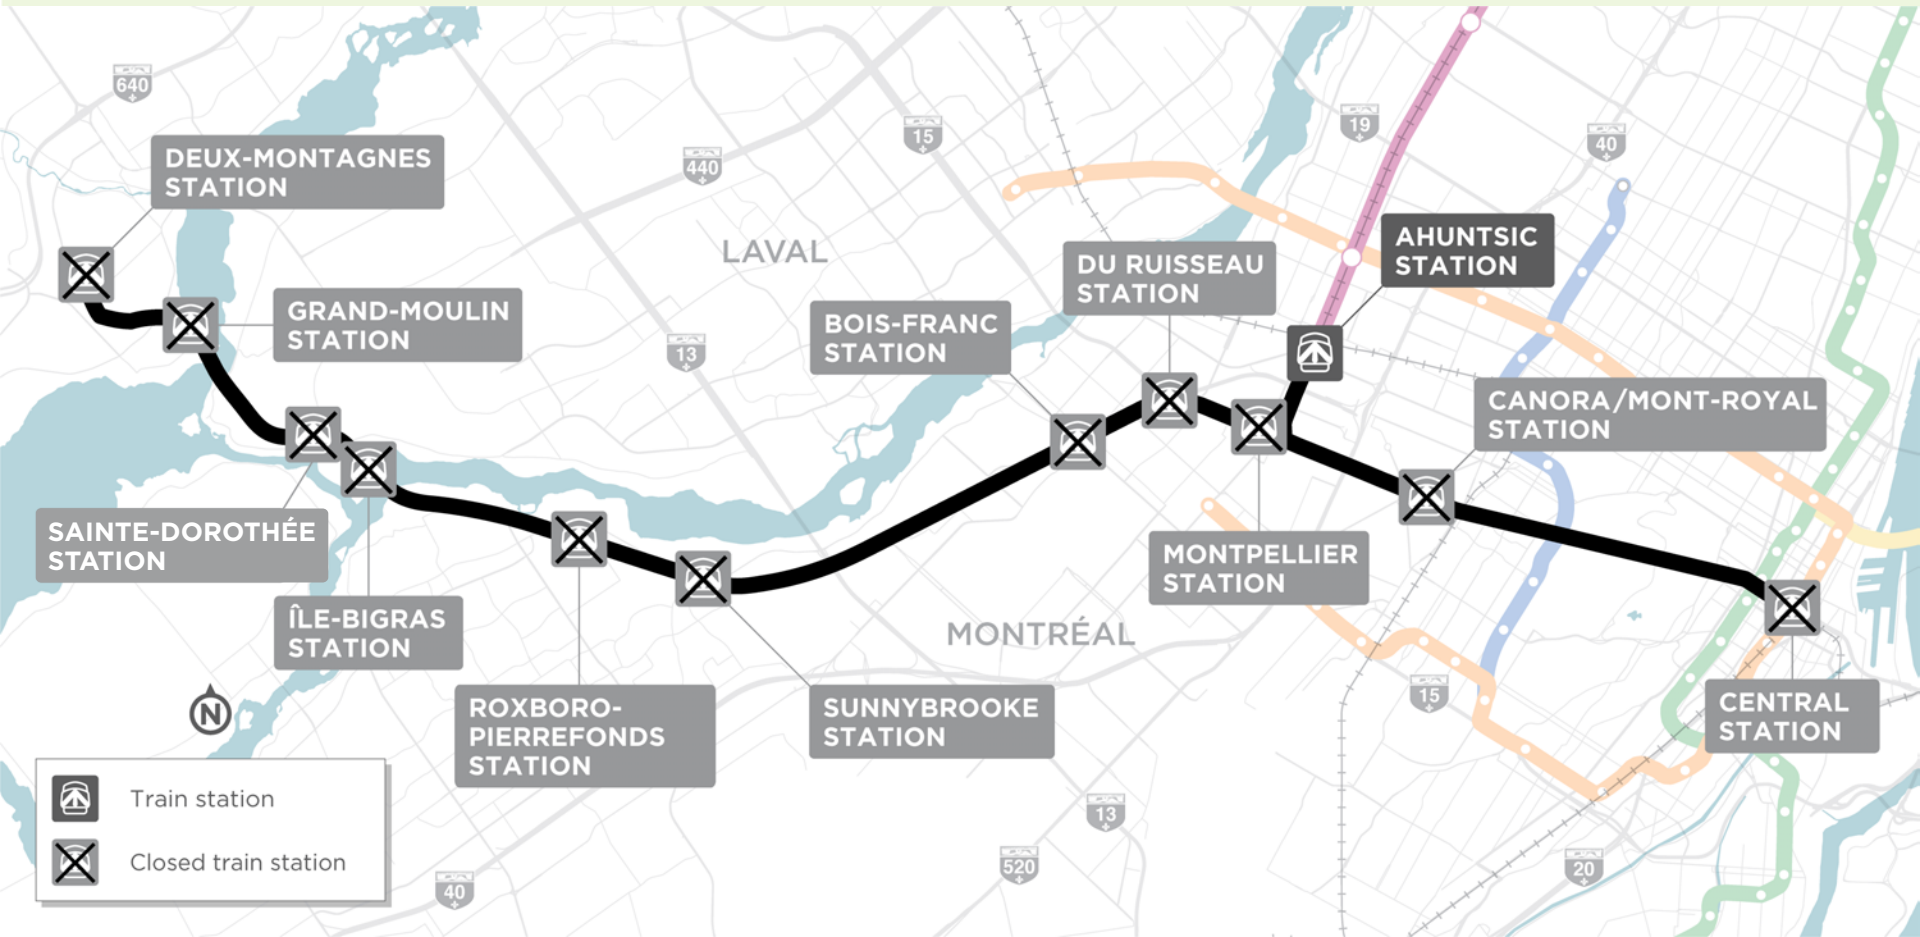 640
DEUX-MONTAGNES
STATION
440
15
19
40
LAVAL
DU RUISSEAU
STATION
AHUNTSIC
STATION
GRAND-MOULIN
STATION
BOIS-FRANC
STATION
13
CANORA/MONT-ROYAL
STATION
SAINTE-DOROTHÉE
STATION
MONTPELLIER
STATION
ÎLE-BIGRAS
STATION
MONTRÉAL
N
ROXBORO-
PIERREFONDS
STATION
SUNNYBROOKE
STATION
15
CENTRAL
STATION
Train station
Closed train station
13
520
20
40